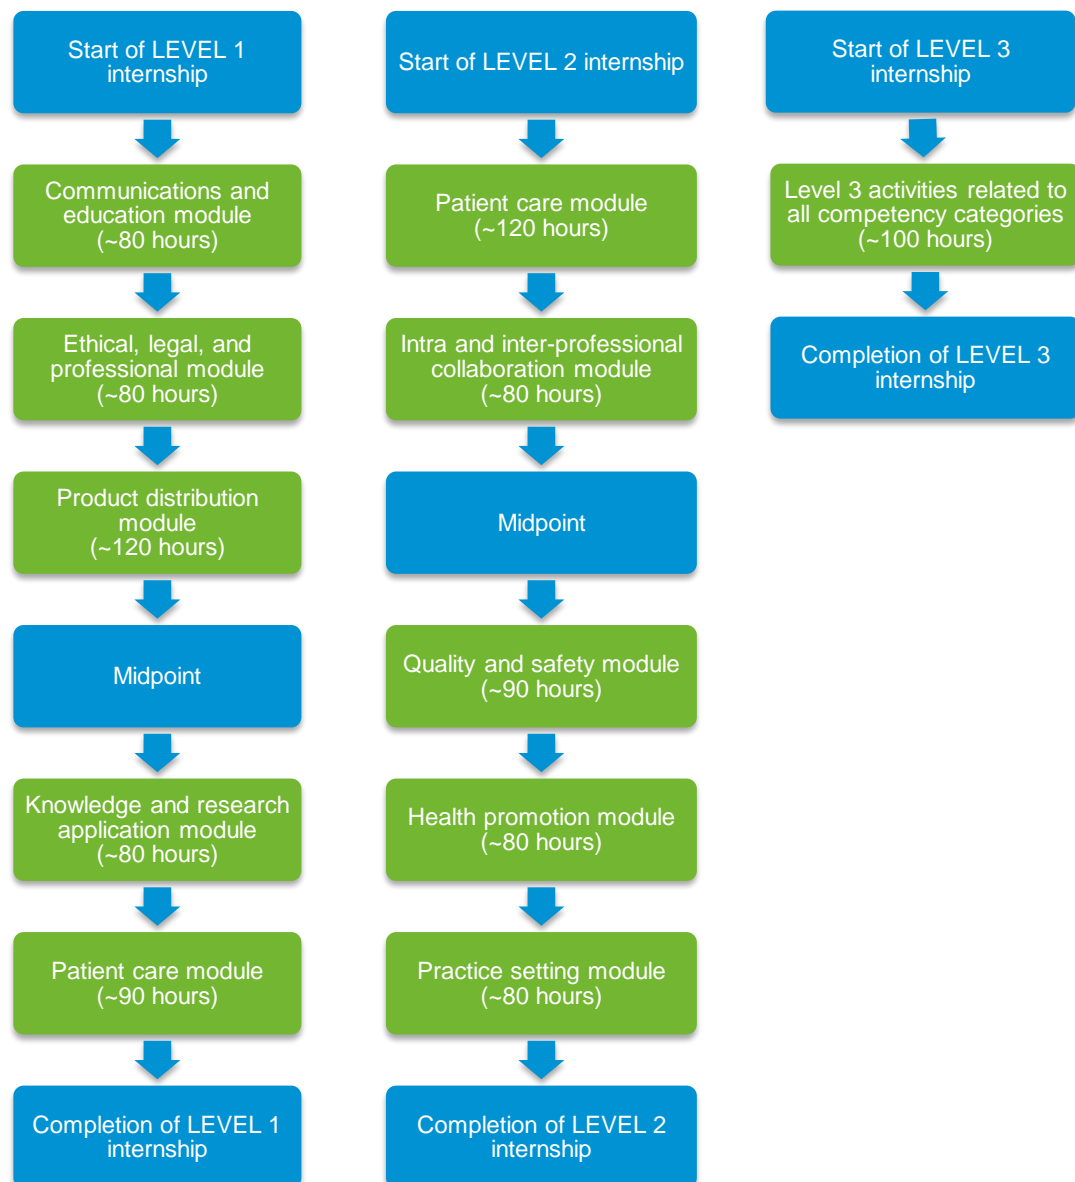 Start of LEVEL 1
internship
Communications and
education module
(~80 hours)
Ethical, legal, and
professional module
(~80 hours)
Product distribution
module
(~120 hours)
Midpoint
Knowledge and research
application module
(~80 hours)
Patient care module
(~90 hours)
Completion of LEVEL 1
internship
Start of LEVEL 2 internship
Patient care module
(~120 hours)
Intra and inter-professional
collaboration module
(~80 hours)
Midpoint
Quality and safety module
(~90 hours)
Health promotion module
(~80 hours)
Practice setting module
(~80 hours)
Completion of LEVEL 2
internship
Start of LEVEL 3
internship
Level 3 activities related to
all competency categories
(~100 hours)
Completion of LEVEL 3
internship